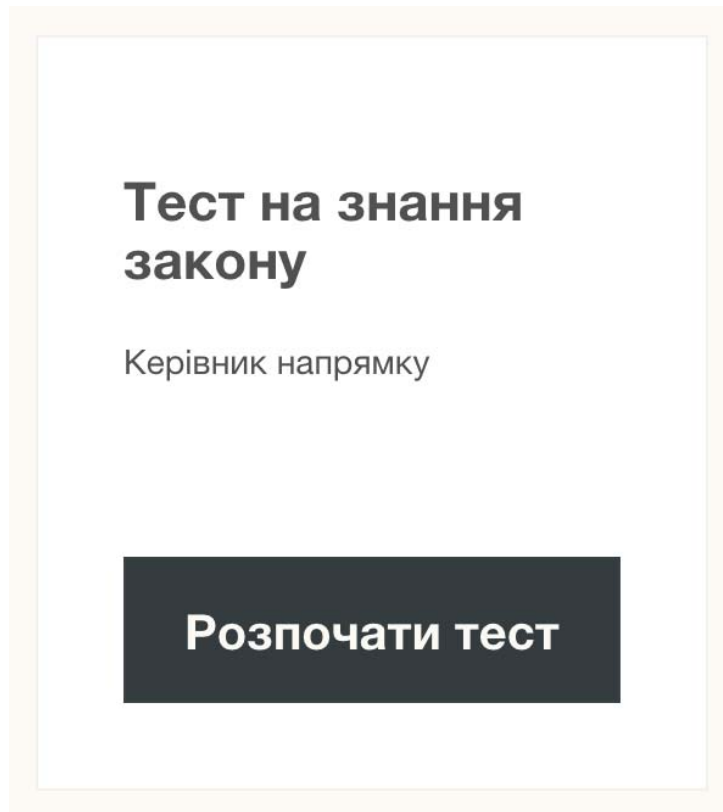 Тест на знання
закону
Керівник напрямку
Розпочати тест